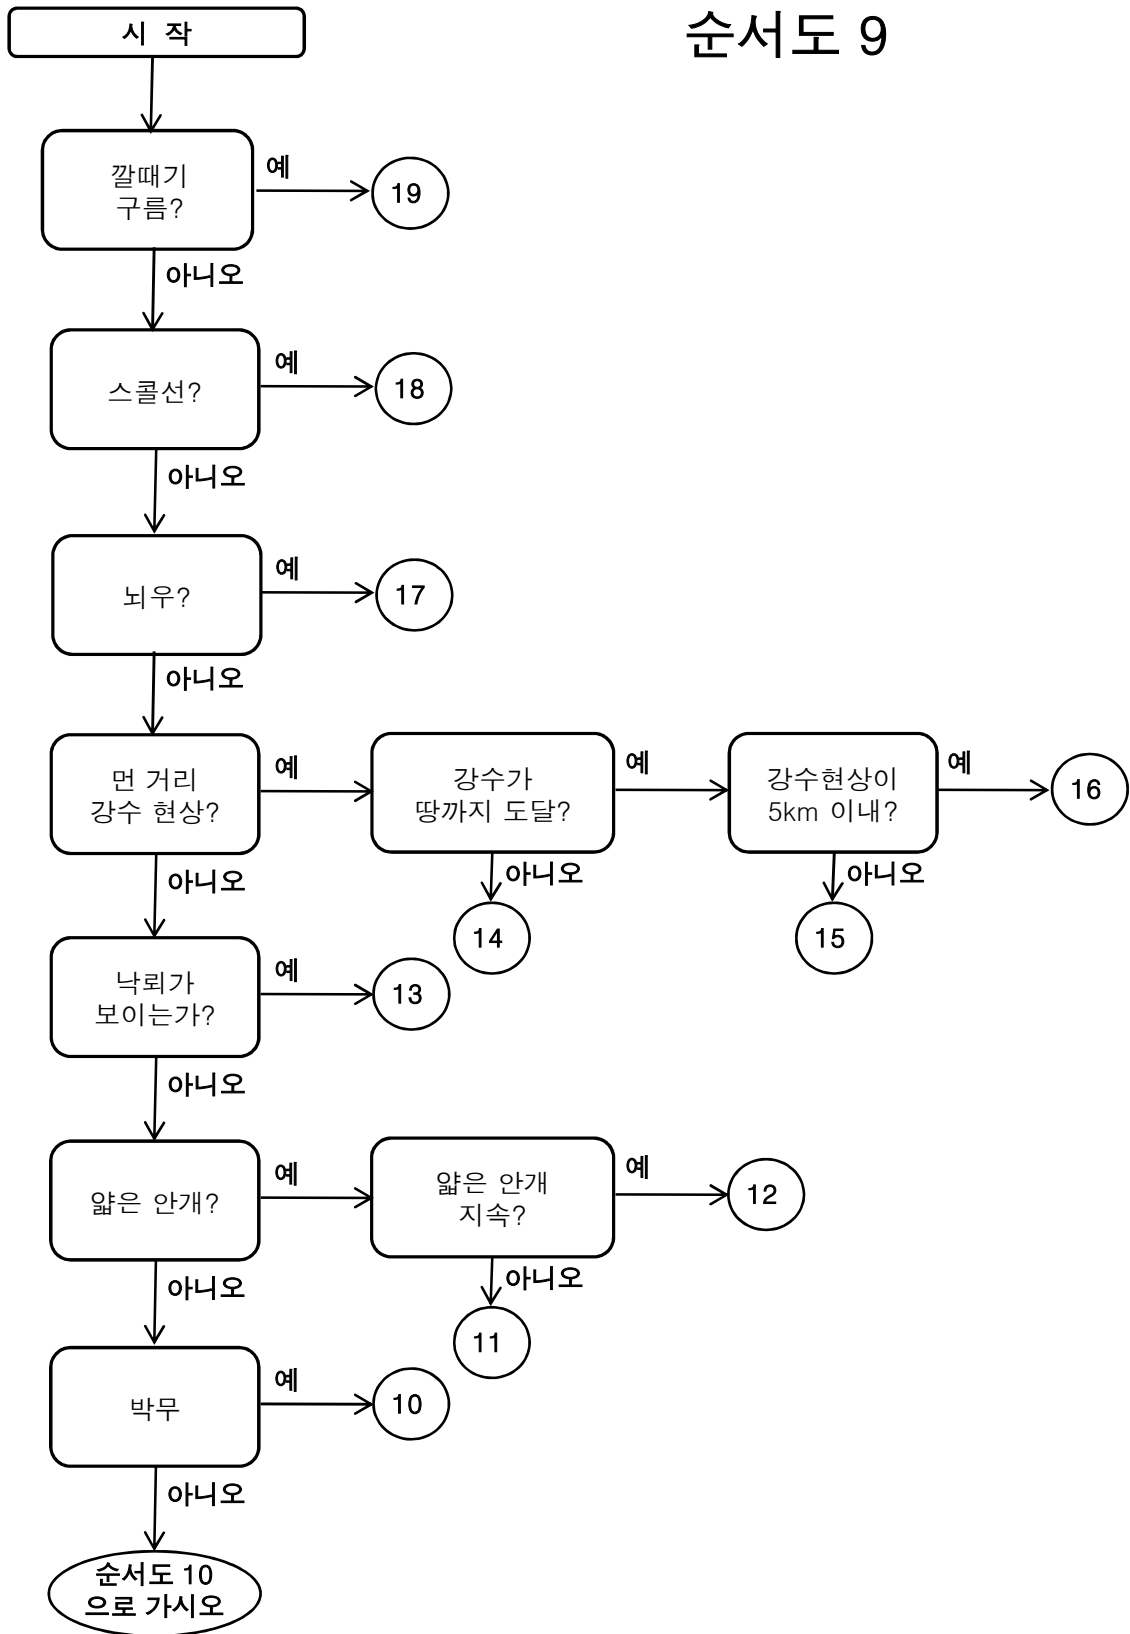 순서도 9
시 작
깔때기
구름?
예
19
아니오
스콜선?
예
18
아니오
뇌우?
예
17
아니오
먼 거리
강수 현상?
예
강수가
땅까지 도달?
예
강수현상이
5km 이내?
예
16
아니오
14
아니오
15
아니오
낙뢰가
보이는가?
예
13
아니오
얇은 안개?
예
얇은 안개
지속?
예
12
아니오
11
아니오
박무
예
10
아니오
순서도 10
으로 가시오